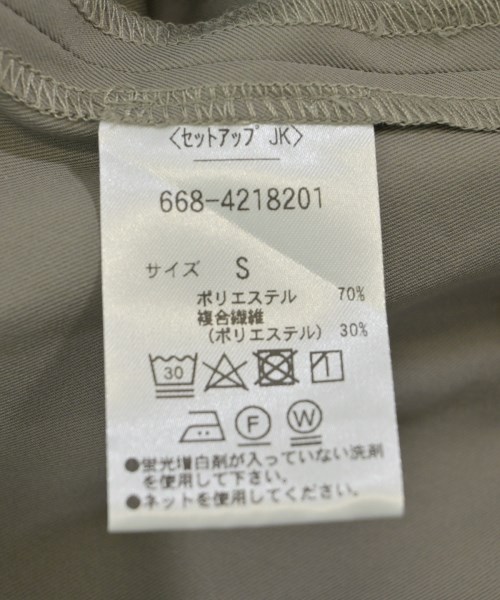 〈セットアップ JK〉
668-4218201
サイズ S
ポリエステル 70%
複合繊維
(ポリエステル) 30%
30
F W
●蛍光増白剤が入っていない洗剤
を使用して下さい。
●ネットを使用してください。